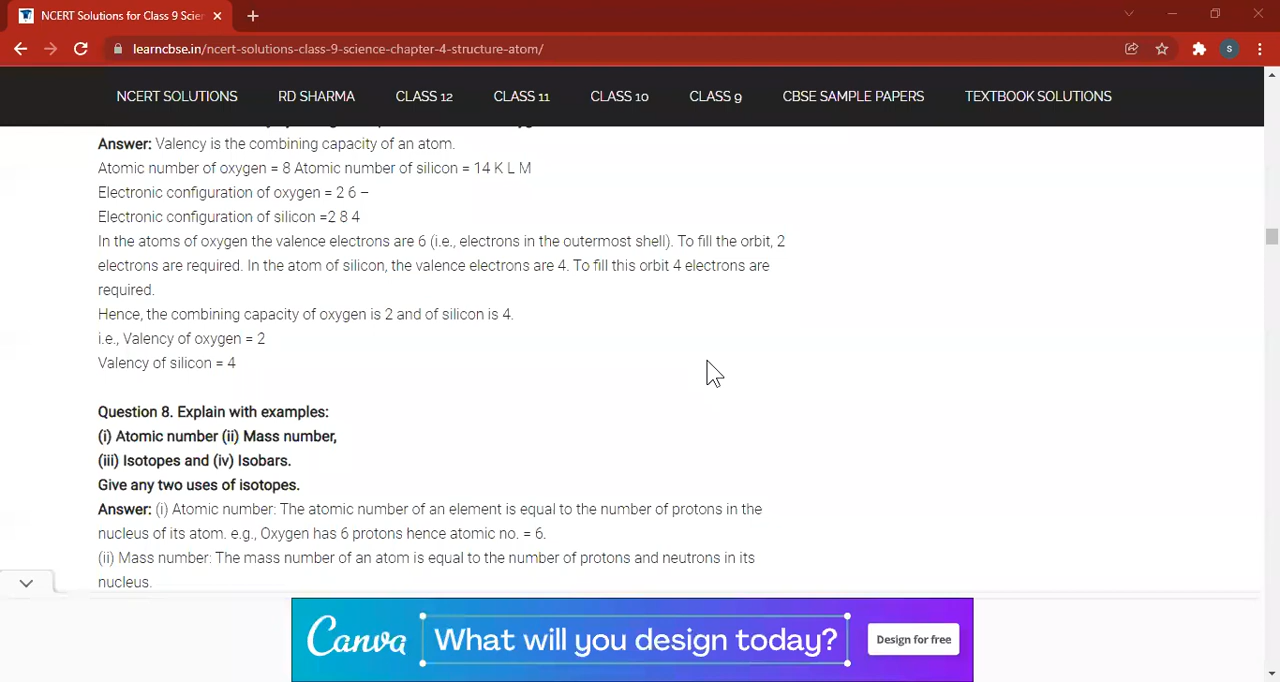 NCERT Solutions for Class 9 Scie
learncbse.in/ncert-solutions-class-9-science-chapter-4-structure-atom/
S
NCERT SOLUTIONS RD SHARMA CLASS 12 CLASS 11 CLASS 10 CLASS 9 CBSE SAMPLE PAPERS TEXTBOOK SOLUTIONS
Answer: Valency is the combining capacity of an atom.
Atomic number of oxygen = 8 Atomic number of silicon = 14 K L M
Electronic configuration of oxygen = 2 6 –
Electronic configuration of silicon =2 8 4
In the atoms of oxygen the valence electrons are 6 (i.e., electrons in the outermost shell). To fill the orbit, 2
electrons are required. In the atom of silicon, the valence electrons are 4. To fill this orbit 4 electrons are
required.
Hence, the combining capacity of oxygen is 2 and of silicon is 4.
i.e., Valency of oxygen = 2
Valency of silicon = 4
Question 8. Explain with examples:
(i) Atomic number (ii) Mass number,
(iii) Isotopes and (iv) Isobars.
Give any two uses of isotopes.
Answer: (i) Atomic number: The atomic number of an element is equal to the number of protons in the
nucleus of its atom. e.g., Oxygen has 6 protons hence atomic no. = 6.
(ii) Mass number: The mass number of an atom is equal to the number of protons and neutrons in its
nucleus.
Canva What will you design today? Design for free